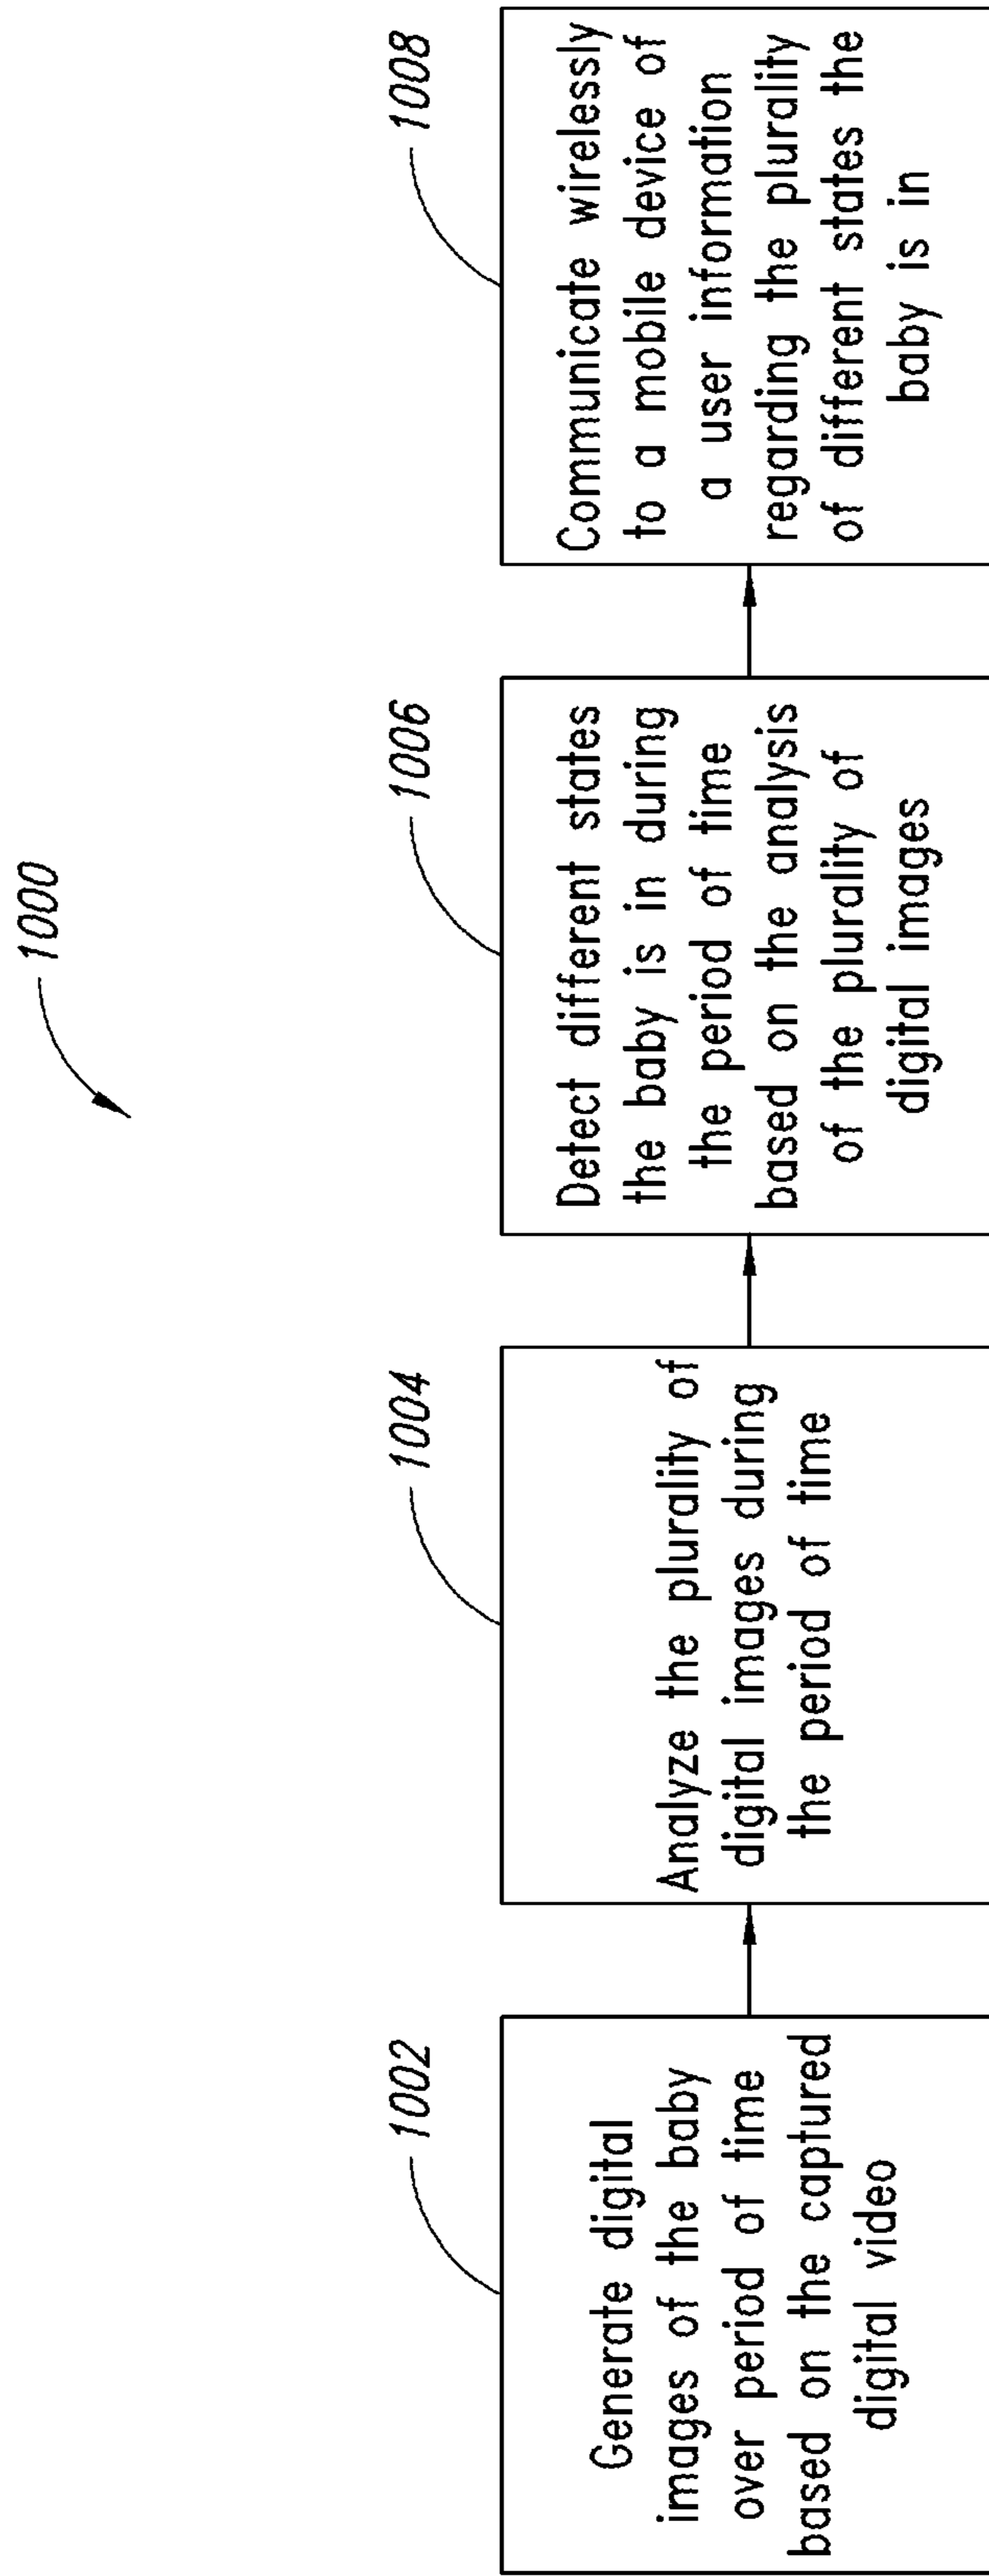 1000
1002
Generate digital
images of the baby
over period of time
based on the captured
digital video
1004
Analyze the plurality of
digital images during
the period of time
1006
Detect different states
the baby is in during
the period of time
based on the analysis
of the plurality of
digital images
1008
Communicate wirelessly
to a mobile device of
a user information
regarding the plurality
of different states the
baby is in